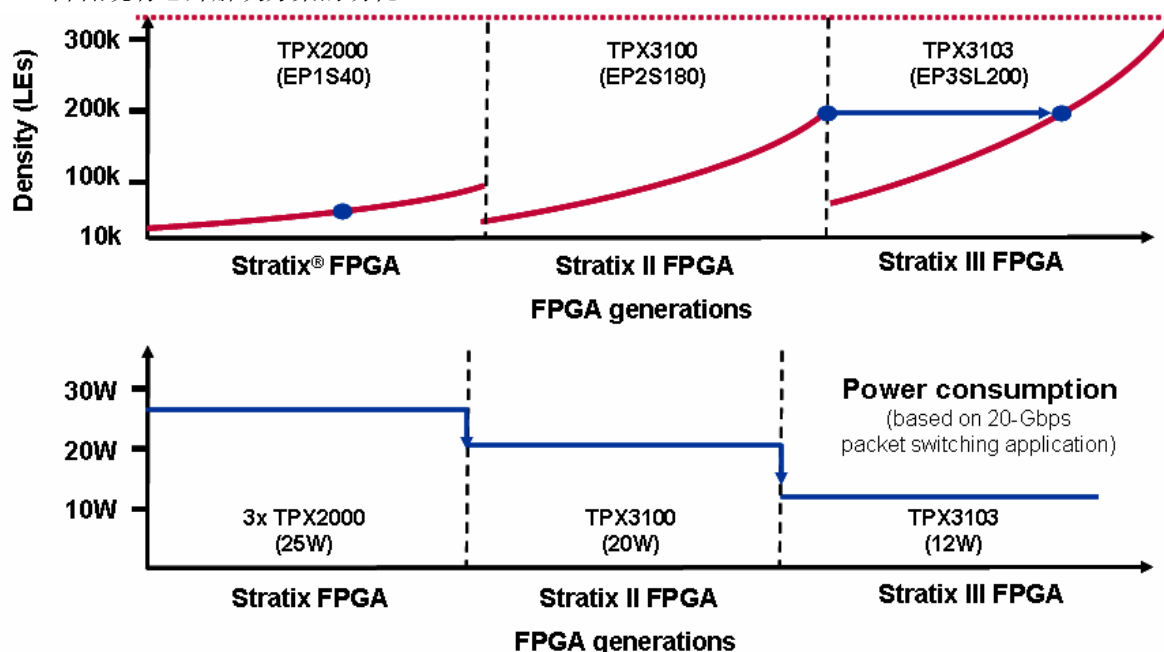 300k
200k
100k
10k
Density (LEs)
TPX2000
(EP1S40)
TPX3100
(EP2S180)
TPX3103
(EP3SL200)
Stratix® FPGA
Stratix II FPGA
Stratix III FPGA
FPGA generations
30W
20W
10W
Power consumption
(based on 20-Gbps
packet switching application)
3x TPX2000
(25W)
TPX3100
(20W)
TPX3103
(12W)
Stratix FPGA
Stratix II FPGA
Stratix III FPGA
FPGA generations